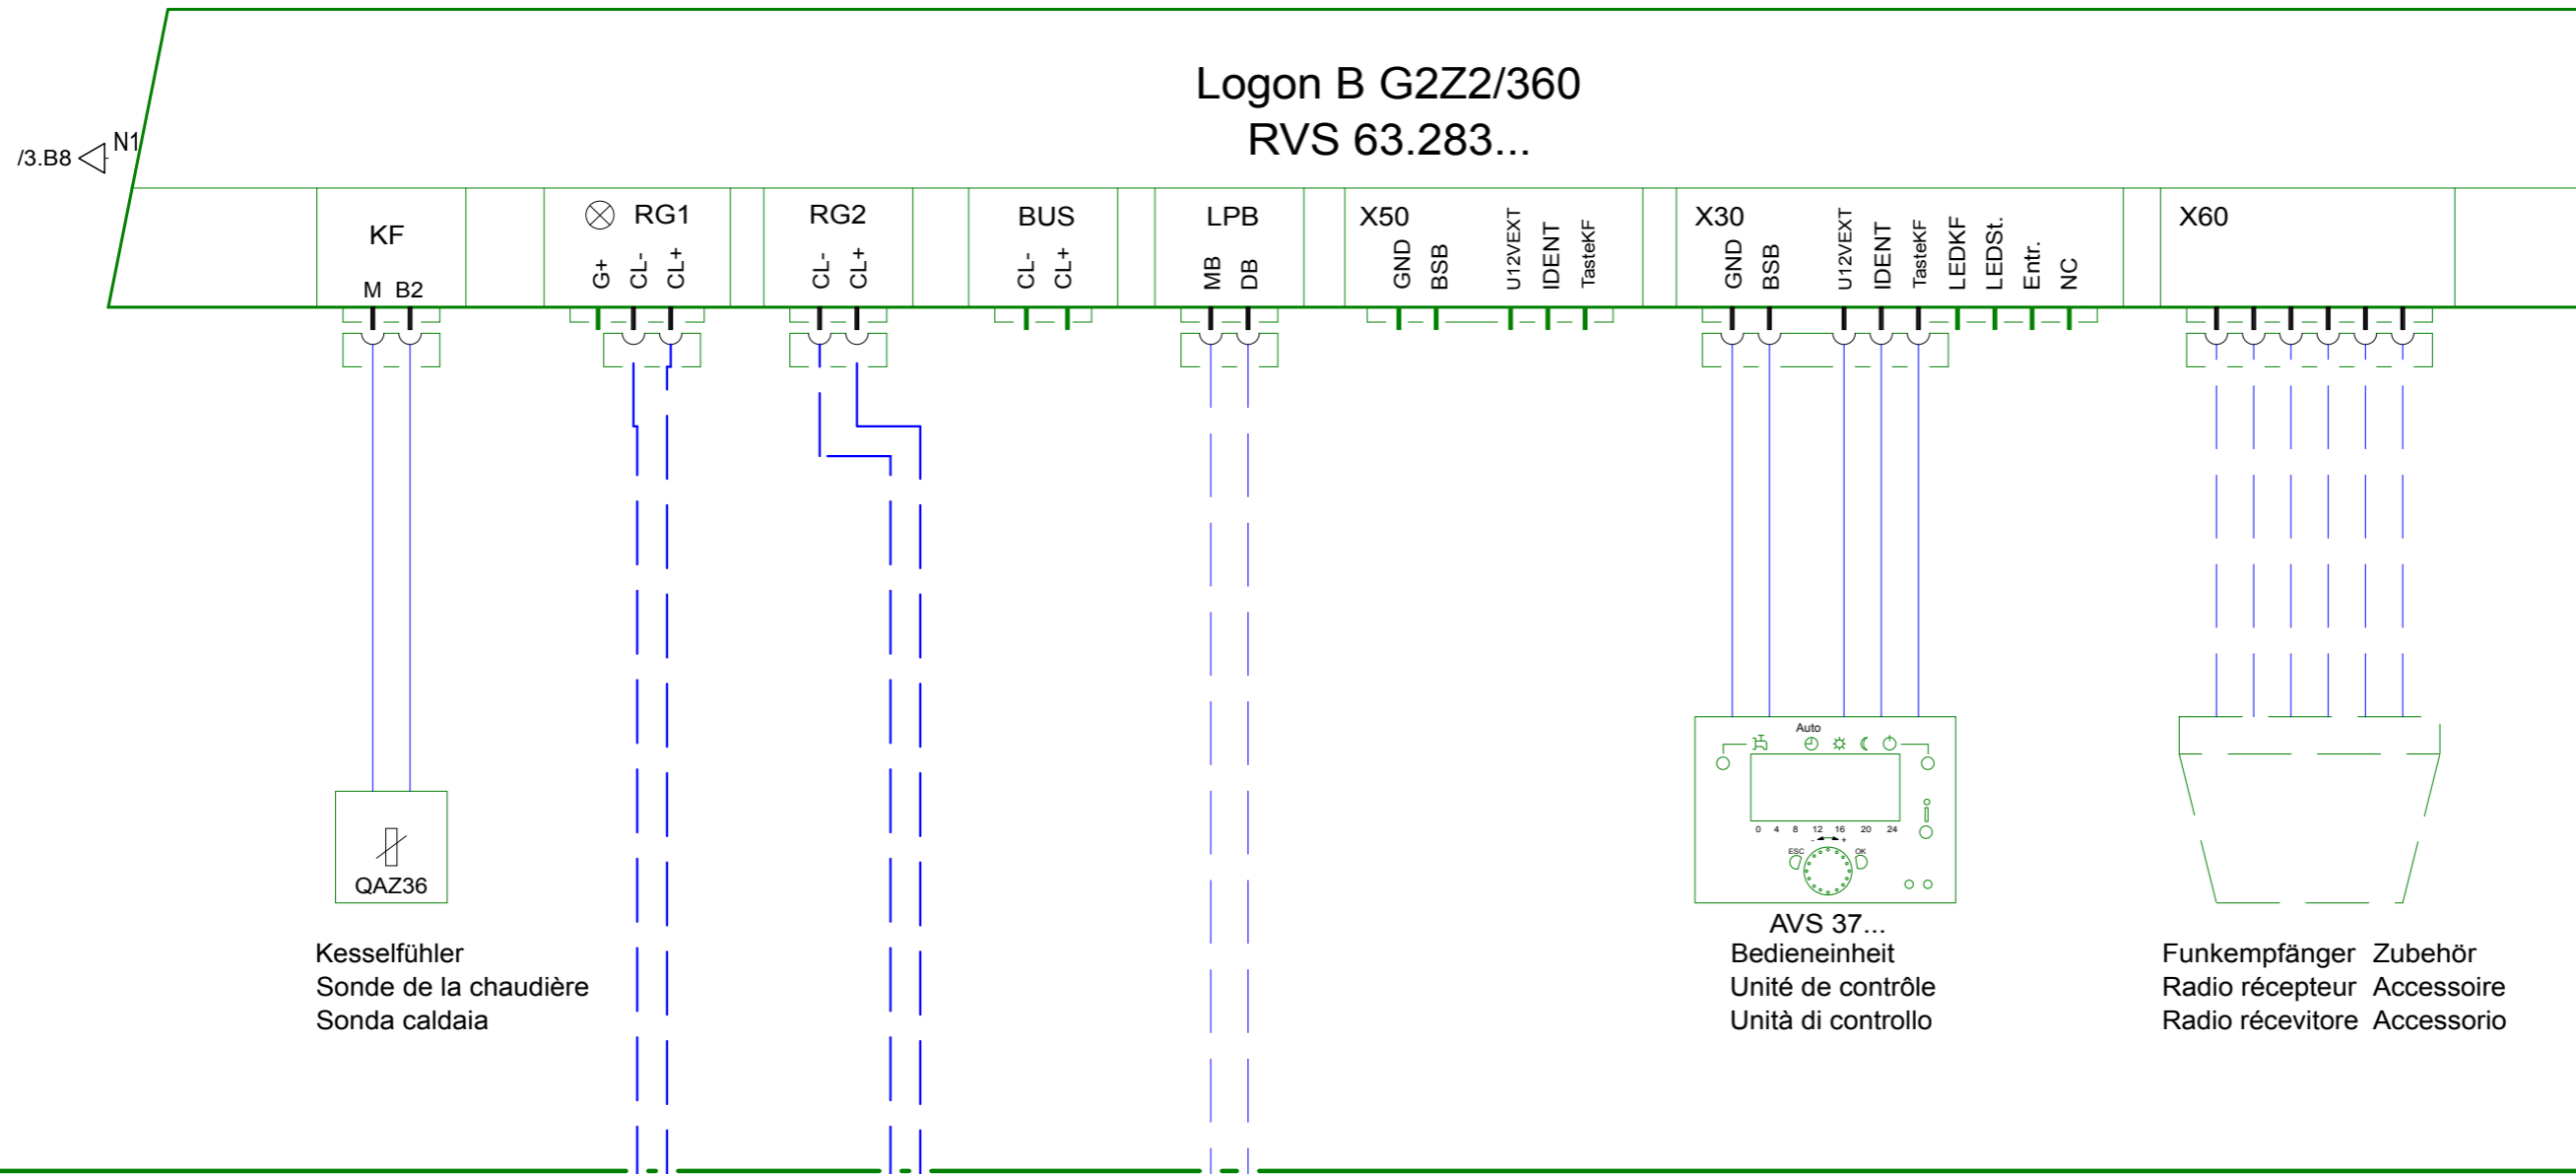 Logon B G2Z2/360
RVS 63.283...
/3.B8 N1
KF
M B2
RG1
G+ CL- CL+
RG2
CL- CL+
BUS
CL- CL+
LPB
MB DB
X50
GND BSB U12VEXT IDENT TasteKF
X30
GND BSB U12VEXT IDENT TasteKF LEDKF LEDSt. Entr. NC
X60
QAZ36
Kesselfühler
Sonde de la chaudière
Sonda caldaia
Auto
0 4 8 12 16 20 24
- +
ESC OK
AVS 37...
Bedieneinheit
Unité de contrôle
Unità di controllo
Funkempfänger Zubehör
Radio récepteur Accessoire
Radio récevitore Accessorio